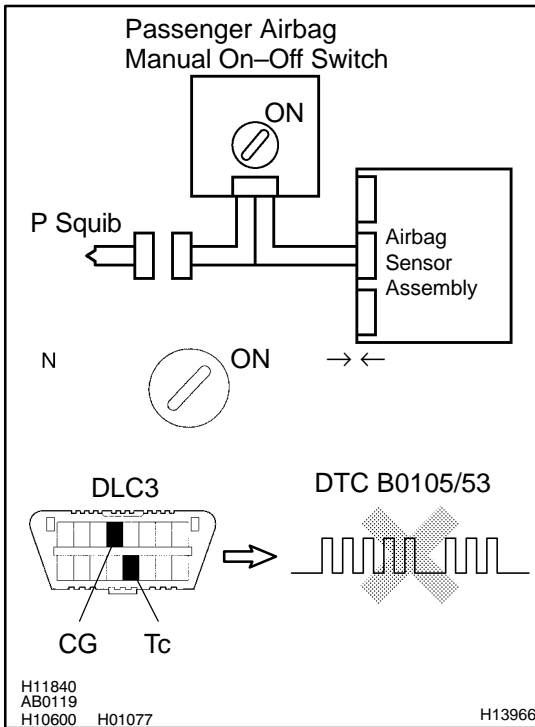 Passenger Airbag
Manual On–Off Switch
ON
P Squib
Airbag
Sensor
Assembly
N
ON
DLC3
DTC B0105/53
CG
Tc
H11840
AB0119
H10600 H01077
H13966